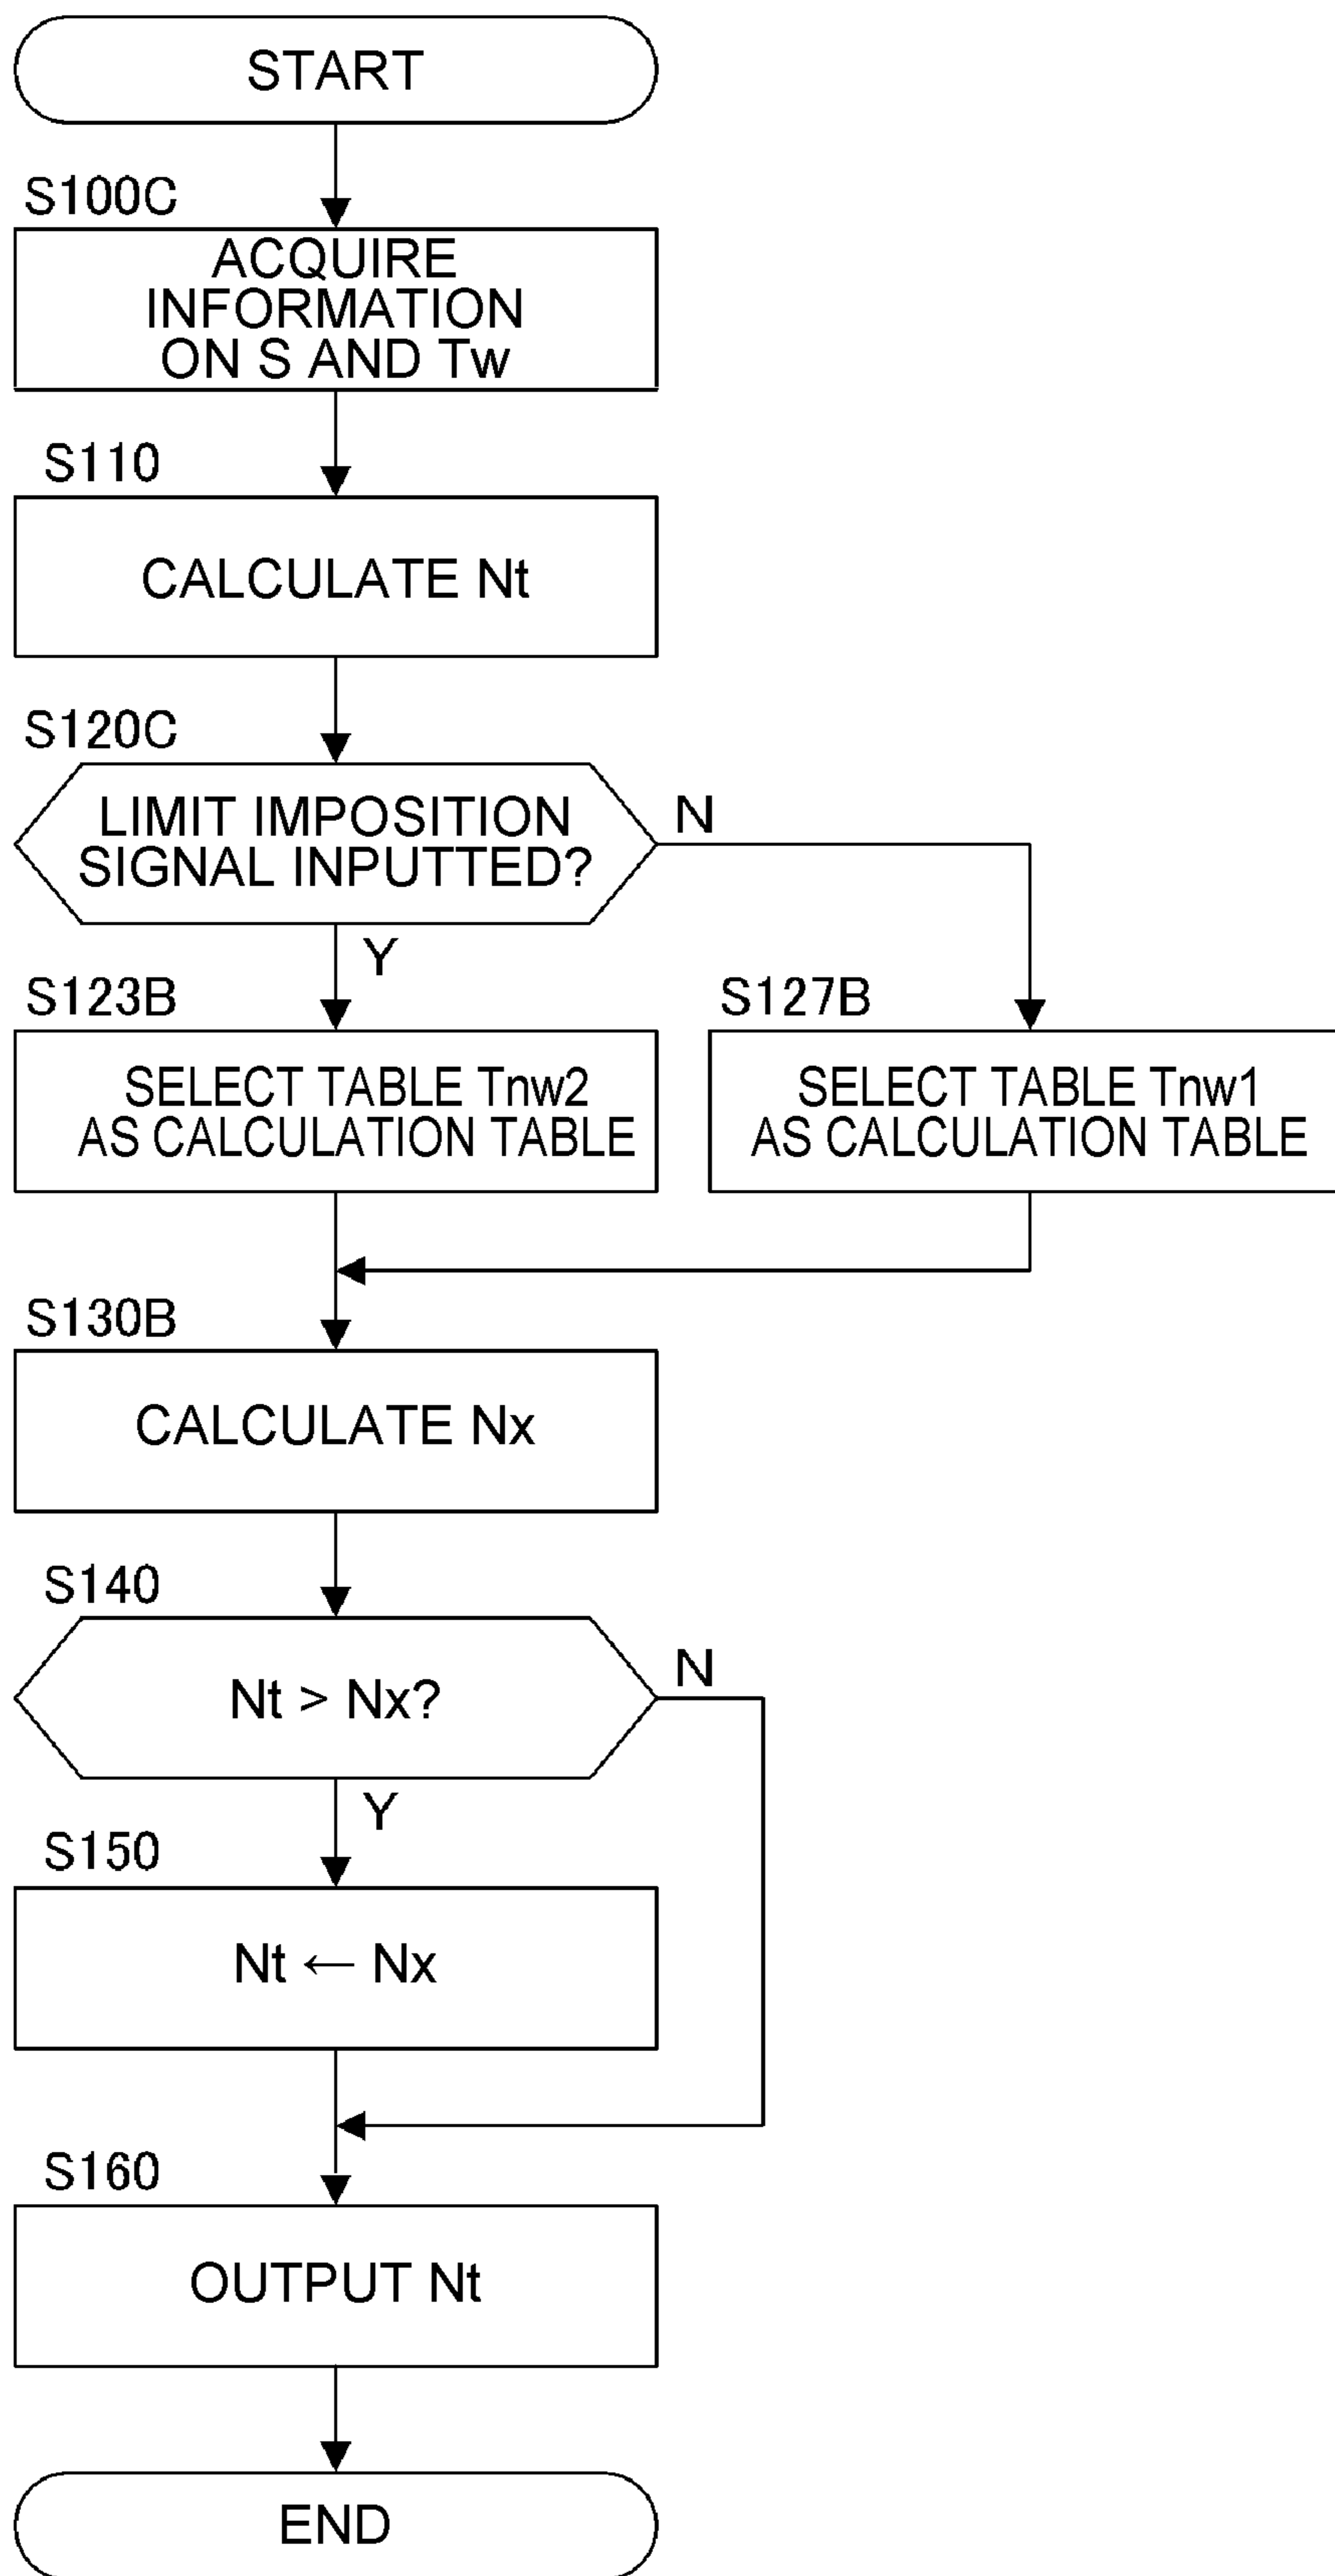 START
S100C
ACQUIRE
INFORMATION
ON S AND Tw
S110
CALCULATE Nt
S120C
LIMIT IMPOSITION
SIGNAL INPUTTED?
N
Y
S123B
SELECT TABLE Tnw2
AS CALCULATION TABLE
S127B
SELECT TABLE Tnw1
AS CALCULATION TABLE
S130B
CALCULATE Nx
S140
Nt > Nx?
N
Y
S150
Nt ← Nx
S160
OUTPUT Nt
END